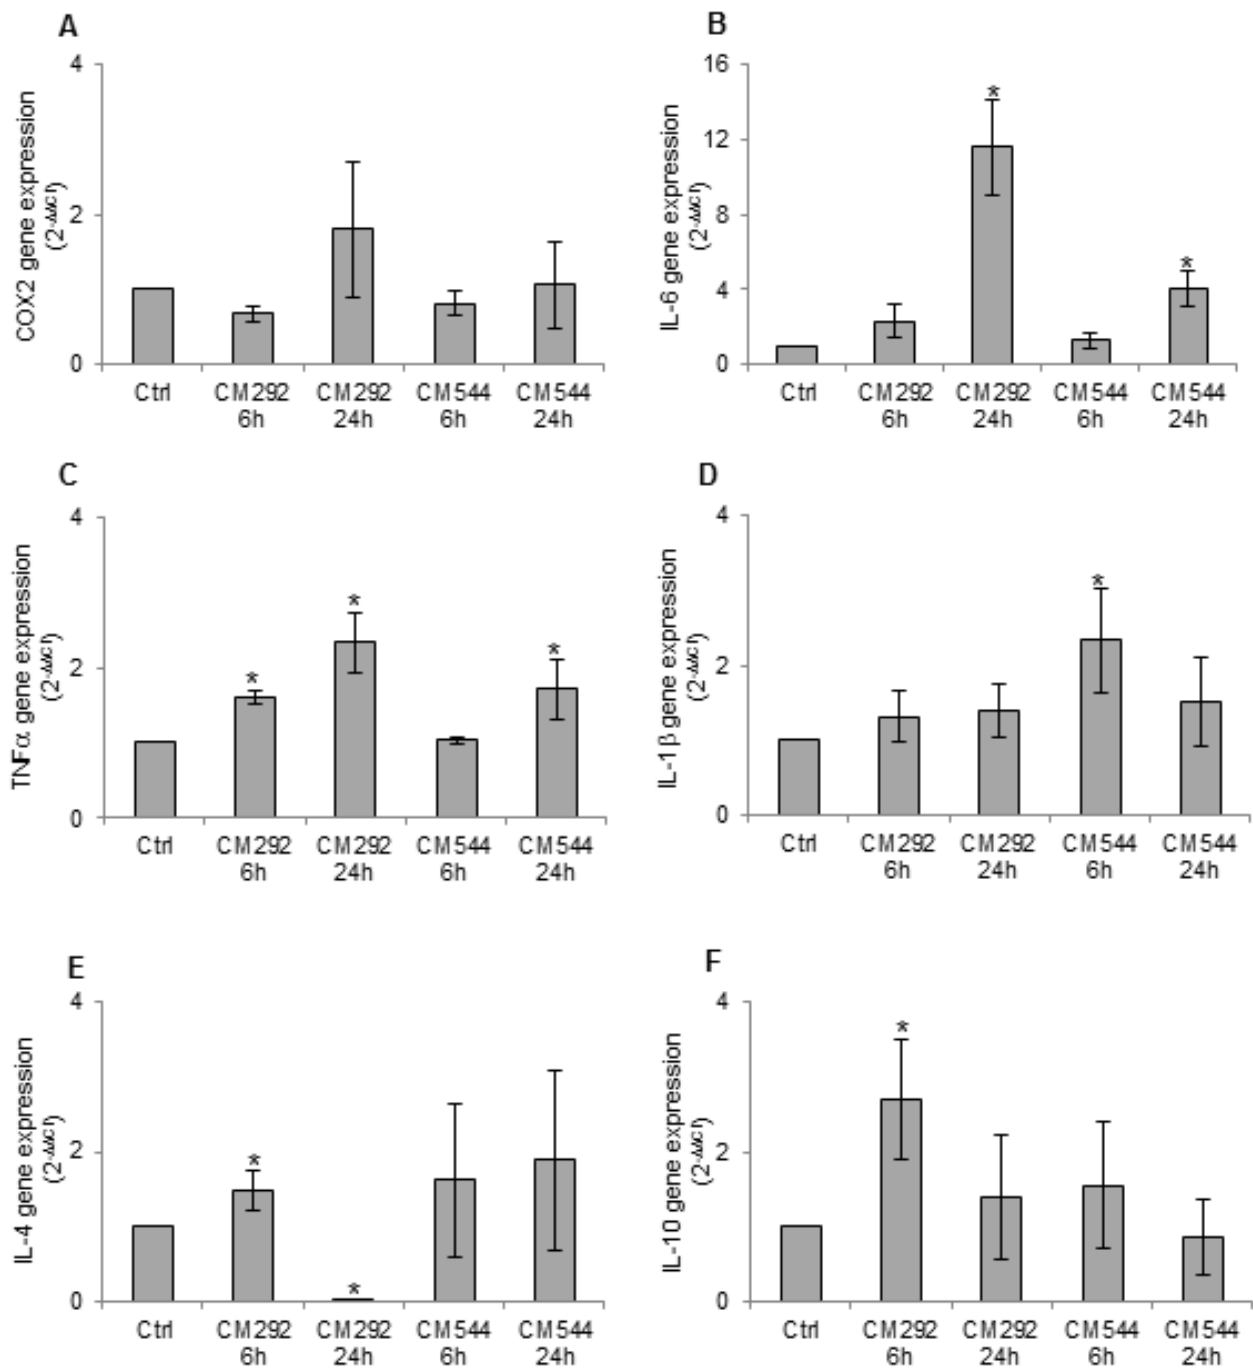 A
COX2 gene expression
(2-ΔΔCT)
4
2
0
Ctrl
CM292
6h
CM292
24h
CM544
6h
CM544
24h
B
IL-6 gene expression
(2-ΔΔCT)
16
12
8
4
0
*
*
Ctrl
CM292
6h
CM292
24h
CM544
6h
CM544
24h
C
TNFα gene expression
(2-ΔΔCT)
4
2
0
*
*
*
Ctrl
CM292
6h
CM292
24h
CM544
6h
CM544
24h
D
IL-1β gene expression
(2-ΔΔCT)
4
2
0
*
Ctrl
CM292
6h
CM292
24h
CM544
6h
CM544
24h
E
IL-4 gene expression
(2-ΔΔCT)
4
2
0
*
*
Ctrl
CM292
6h
CM292
24h
CM544
6h
CM544
24h
F
IL-10 gene expression
(2-ΔΔCT)
4
2
0
*
Ctrl
CM292
6h
CM292
24h
CM544
6h
CM544
24h